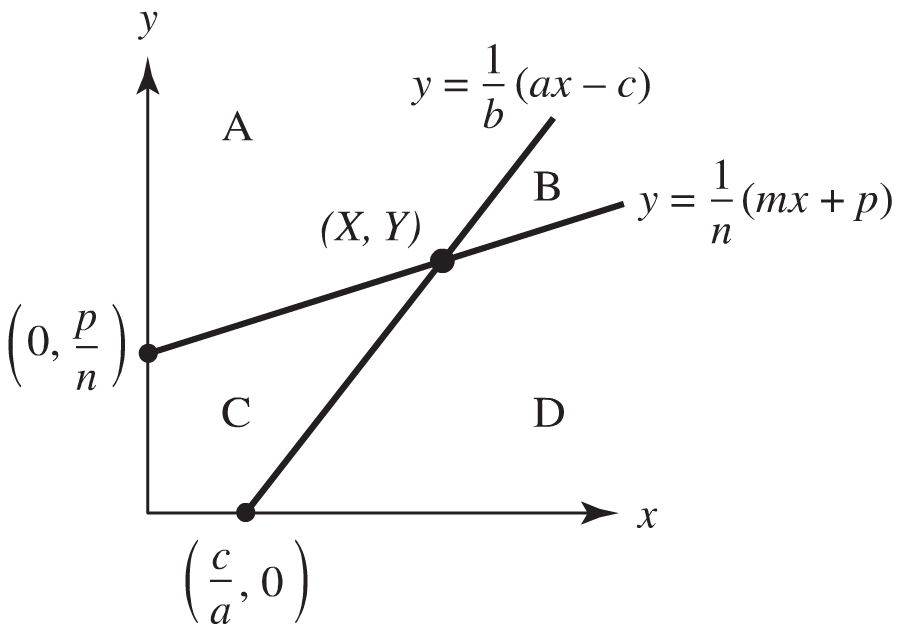 y
y = 1/b (ax – c)
A
B
y = 1/n (mx + p)
(X, Y)
(0, p/n)
C
D
x
(c/a, 0)